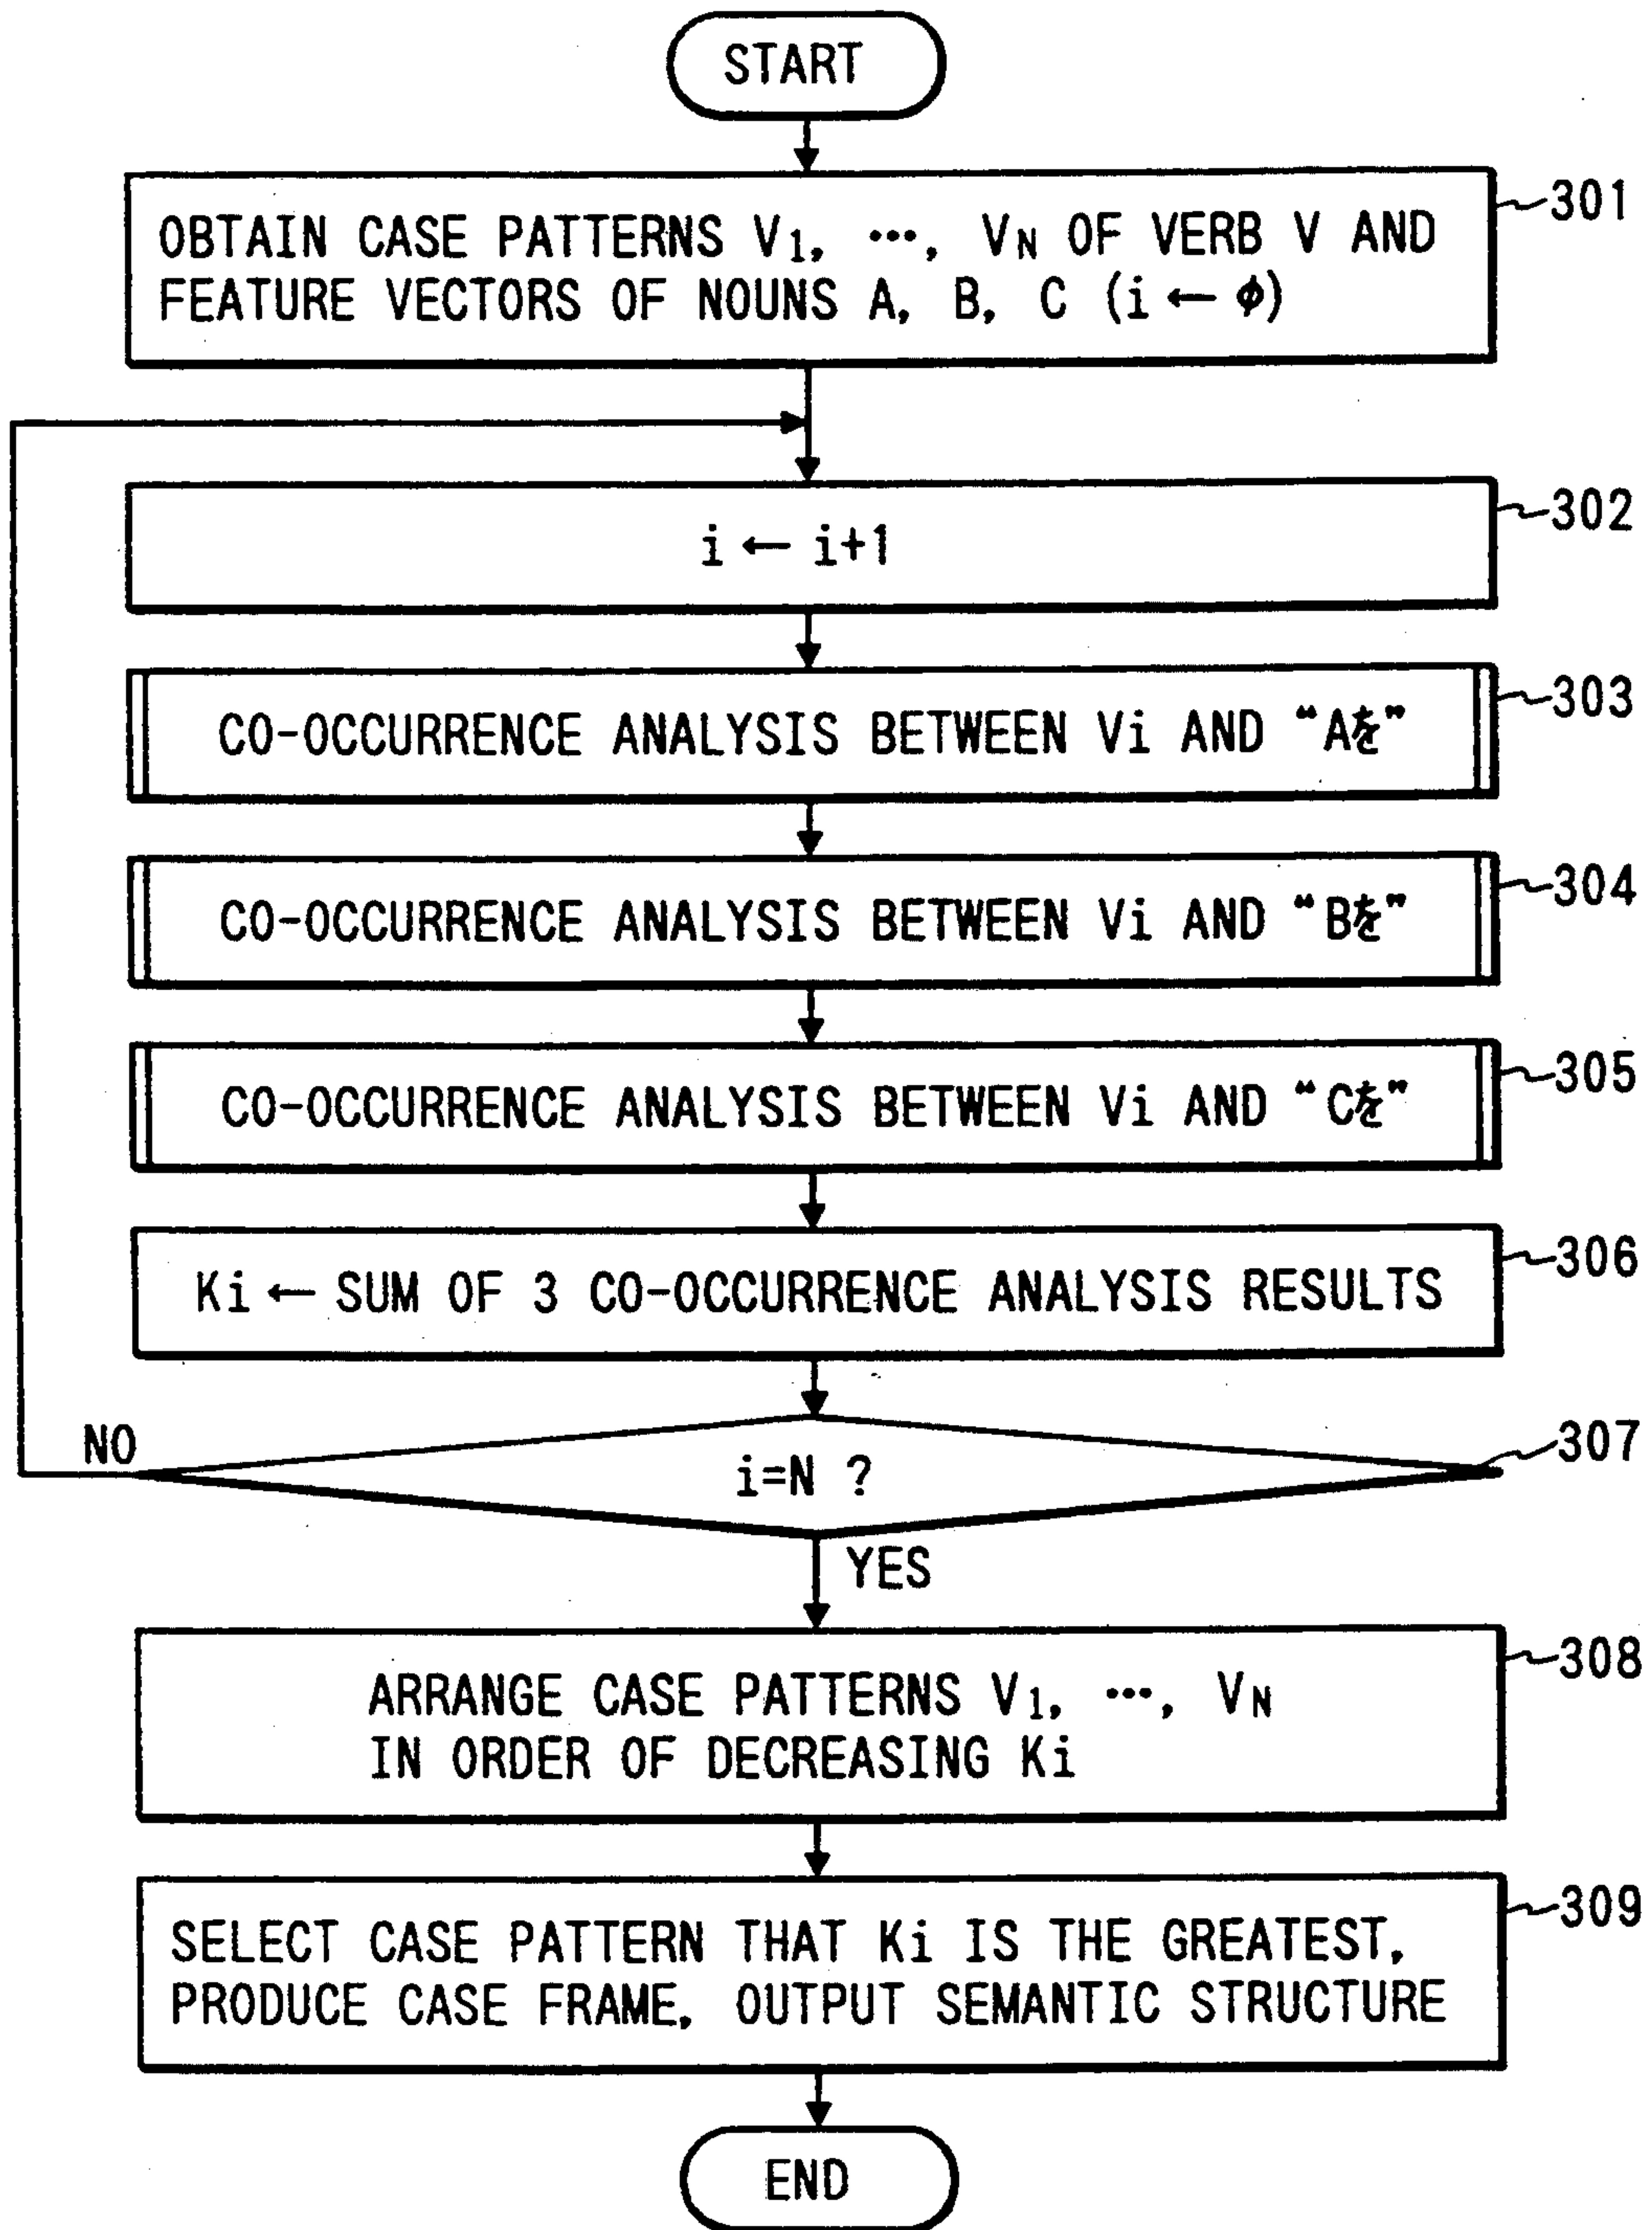 START
301
OBTAIN CASE PATTERNS V1, ···, VN OF VERB V AND
FEATURE VECTORS OF NOUNS A, B, C (i ← φ)
302
i ← i+1
303
CO-OCCURRENCE ANALYSIS BETWEEN Vi AND “Aを”
304
CO-OCCURRENCE ANALYSIS BETWEEN Vi AND “Bを”
305
CO-OCCURRENCE ANALYSIS BETWEEN Vi AND “Cを”
306
Ki ← SUM OF 3 CO-OCCURRENCE ANALYSIS RESULTS
307
NO
i=N ?
YES
308
ARRANGE CASE PATTERNS V1, ···, VN
IN ORDER OF DECREASING Ki
309
SELECT CASE PATTERN THAT Ki IS THE GREATEST,
PRODUCE CASE FRAME, OUTPUT SEMANTIC STRUCTURE
END